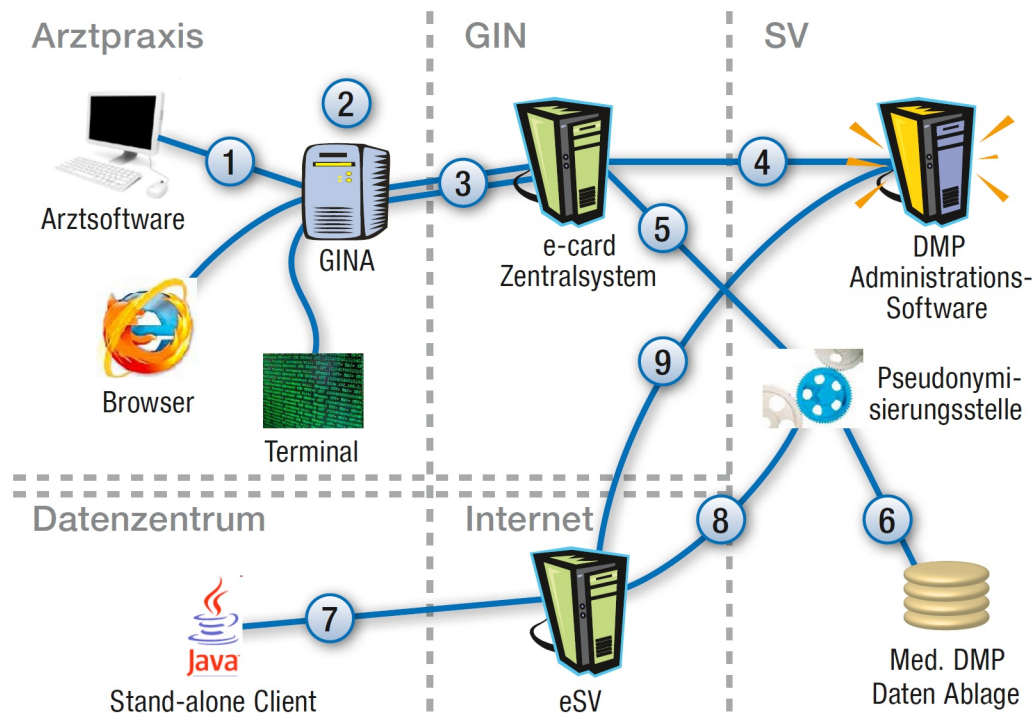 Arztpraxis
GIN
SV
2
1
3
4
Arztsoftware
GINA
e-card
Zentralsystem
5
DMP
Administrations-
Software
Browser
9
Pseudonymi-
sierungsstelle
Terminal
Datenzentrum
Internet
8
6
7
Java
Stand-alone Client
eSV
Med. DMP
Daten Ablage